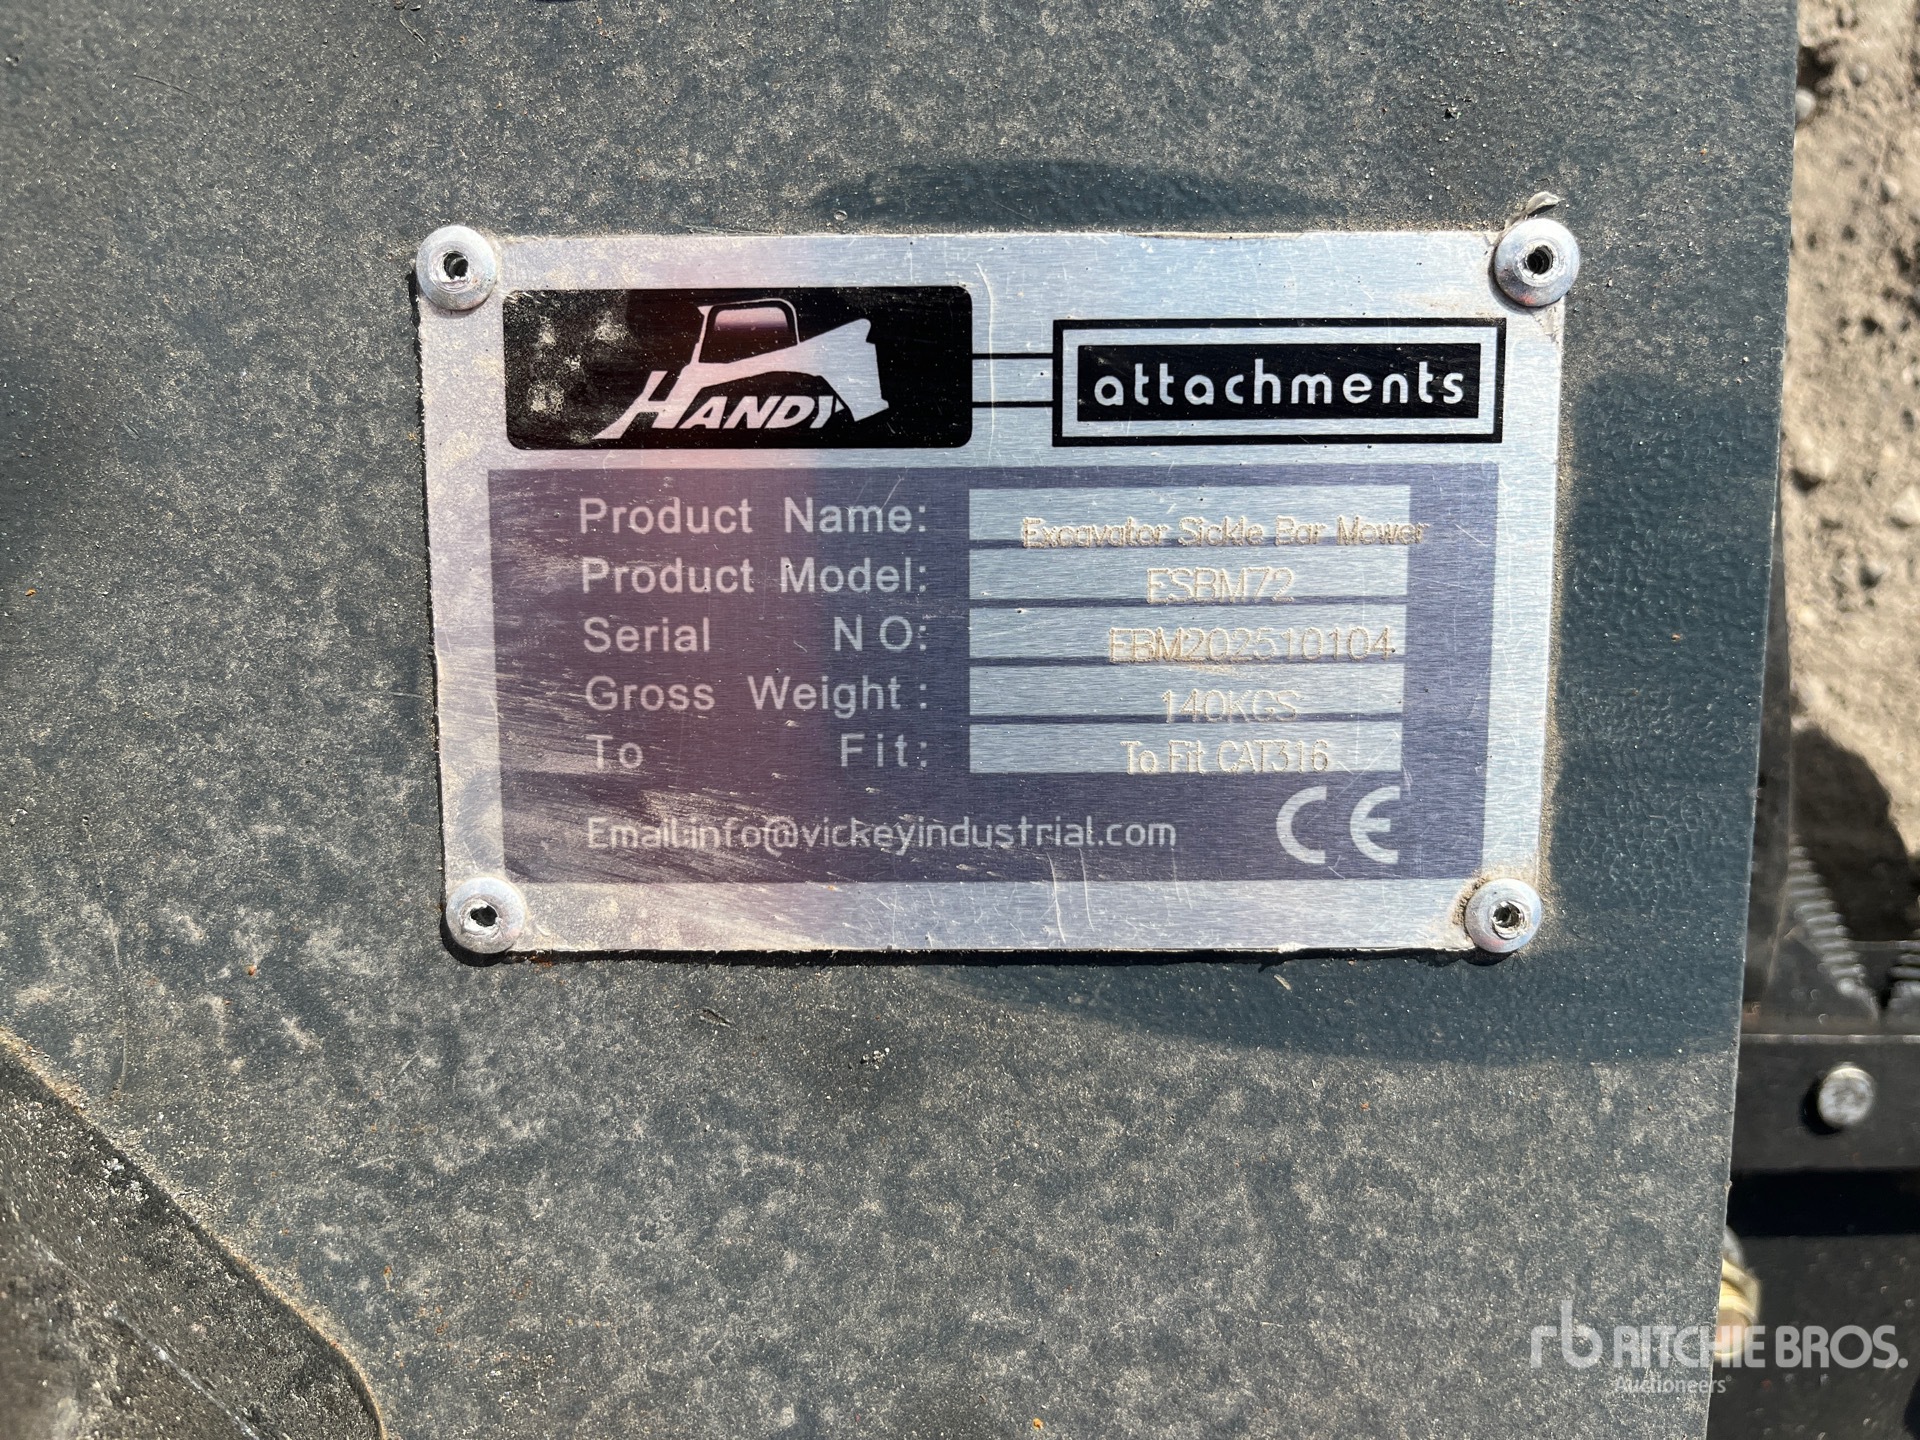 HANDY attachments
Product Name: Excavator Sickle Bar Mower
Product Model: ESBM72
Serial NO: EBM202510104
Gross Weight: 140KGS
To Fit: To Fit CAT316
Email:info@vickeyindustrial.com CE
rb RITCHIE BROS.
Auctioneers